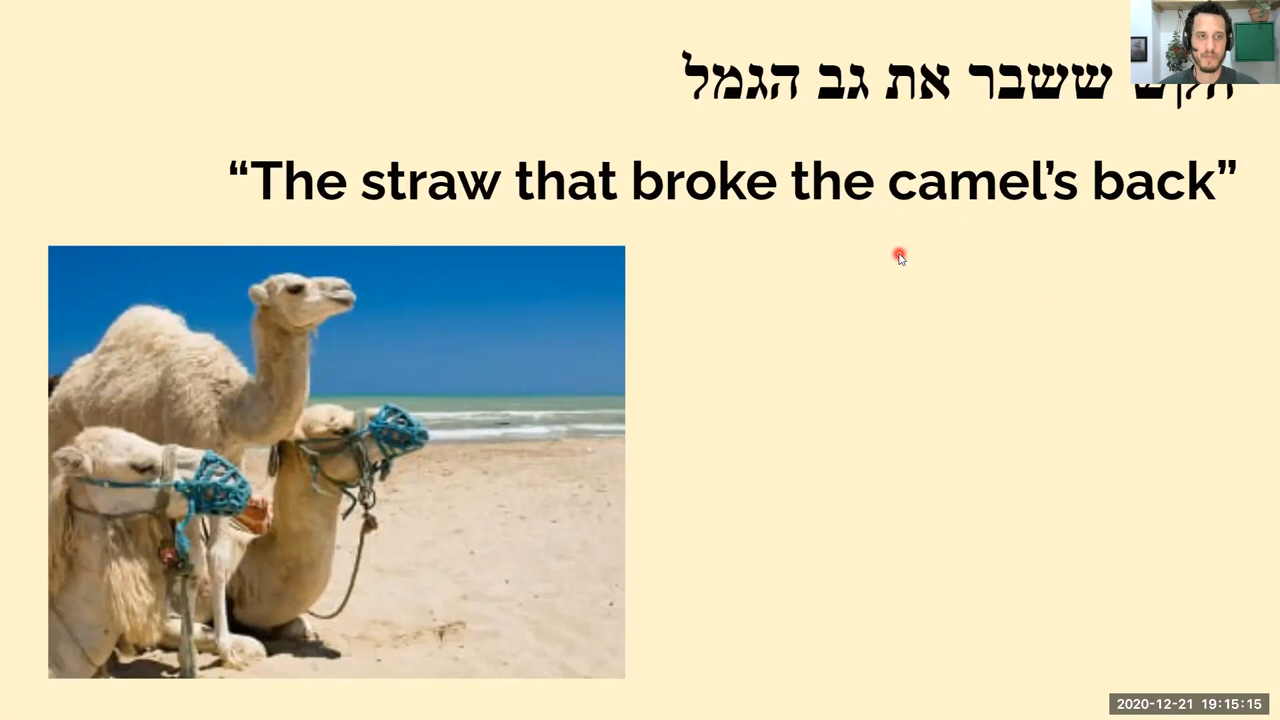 הקש ששבר את גב הגמל
“The straw that broke the camel’s back”
2020-12-21 19:15:15